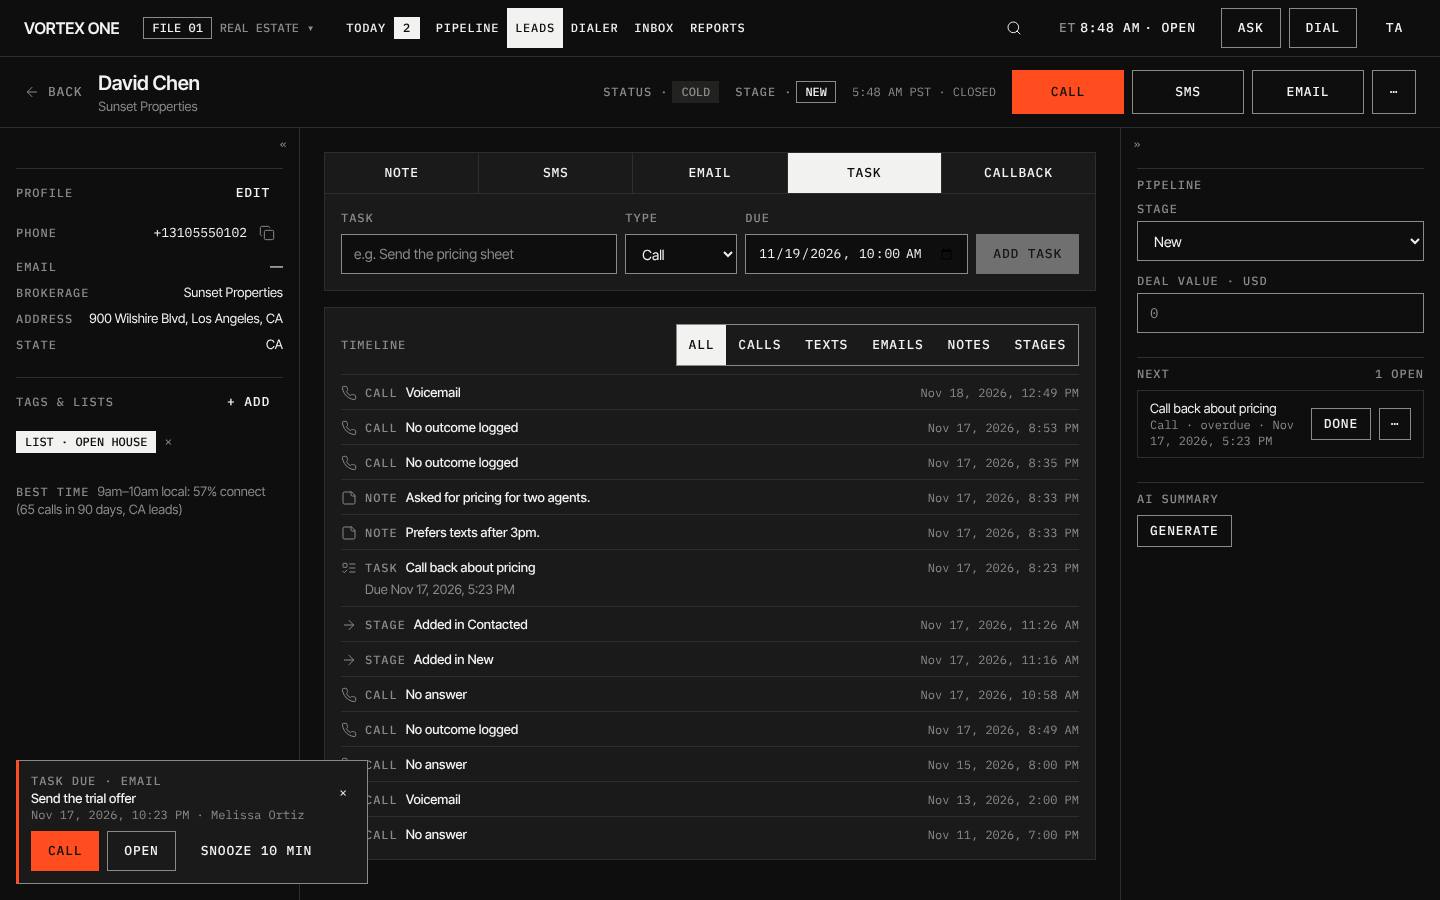 VORTEX ONE FILE 01 REAL ESTATE ▾ TODAY 2 PIPELINE LEADS DIALER INBOX REPORTS ET 8:48 AM · OPEN ASK DIAL TA
← BACK David Chen
Sunset Properties
STATUS · COLD STAGE · NEW 5:48 AM PST · CLOSED CALL SMS EMAIL ⋯
«
PROFILE EDIT
PHONE +13105550102
EMAIL —
BROKERAGE Sunset Properties
ADDRESS 900 Wilshire Blvd, Los Angeles, CA
STATE CA
TAGS & LISTS + ADD
LIST · OPEN HOUSE ×
BEST TIME 9am–10am local: 57% connect
(65 calls in 90 days, CA leads)
NOTE SMS EMAIL TASK CALLBACK
TASK TYPE DUE
e.g. Send the pricing sheet Call 11/19/2026, 10:00 AM ADD TASK
TIMELINE ALL CALLS TEXTS EMAILS NOTES STAGES
CALL Voicemail Nov 18, 2026, 12:49 PM
CALL No outcome logged Nov 17, 2026, 8:53 PM
CALL No outcome logged Nov 17, 2026, 8:35 PM
NOTE Asked for pricing for two agents. Nov 17, 2026, 8:33 PM
NOTE Prefers texts after 3pm. Nov 17, 2026, 8:33 PM
TASK Call back about pricing Nov 17, 2026, 8:23 PM
Due Nov 17, 2026, 5:23 PM
STAGE Added in Contacted Nov 17, 2026, 11:26 AM
STAGE Added in New Nov 17, 2026, 11:16 AM
CALL No answer Nov 17, 2026, 10:58 AM
CALL No outcome logged Nov 17, 2026, 8:49 AM
CALL No answer Nov 15, 2026, 8:00 PM
CALL Voicemail Nov 13, 2026, 2:00 PM
CALL No answer Nov 11, 2026, 7:00 PM
»
PIPELINE
STAGE
New
DEAL VALUE · USD
0
NEXT 1 OPEN
Call back about pricing
Call · overdue · Nov
17, 2026, 5:23 PM
DONE ⋯
AI SUMMARY
GENERATE
TASK DUE · EMAIL
Send the trial offer ×
Nov 17, 2026, 10:23 PM · Melissa Ortiz
CALL OPEN SNOOZE 10 MIN